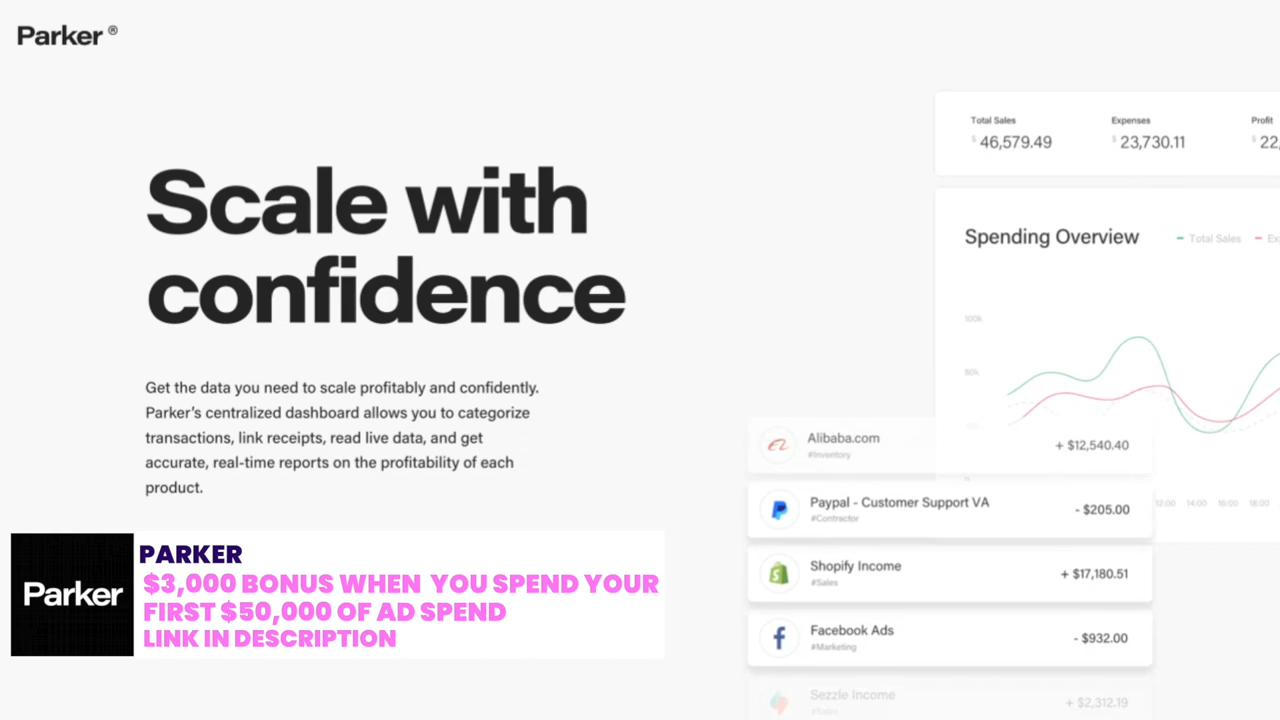 Parker ®
Scale with
confidence
Get the data you need to scale profitably and confidently.
Parker's centralized dashboard allows you to categorize
transactions, link receipts, read live data, and get
accurate, real-time reports on the profitability of each
product.
Parker
PARKER
$3,000 BONUS WHEN YOU SPEND YOUR
FIRST $50,000 OF AD SPEND
LINK IN DESCRIPTION
Total Sales Expenses Profit
$ 46,579.49 $ 23,730.11 22,
Spending Overview Total Sales
100k
Alibaba.com + $12,540.40
#Inventory
12:00 14:00 16:00 18:00
Paypal - Customer Support VA - $205.00
#Contractor
Shopify Income + $17,180.51
#Sales
Facebook Ads - $932.00
#Marketing
Sezzle Income + $2,312.19
#Sales